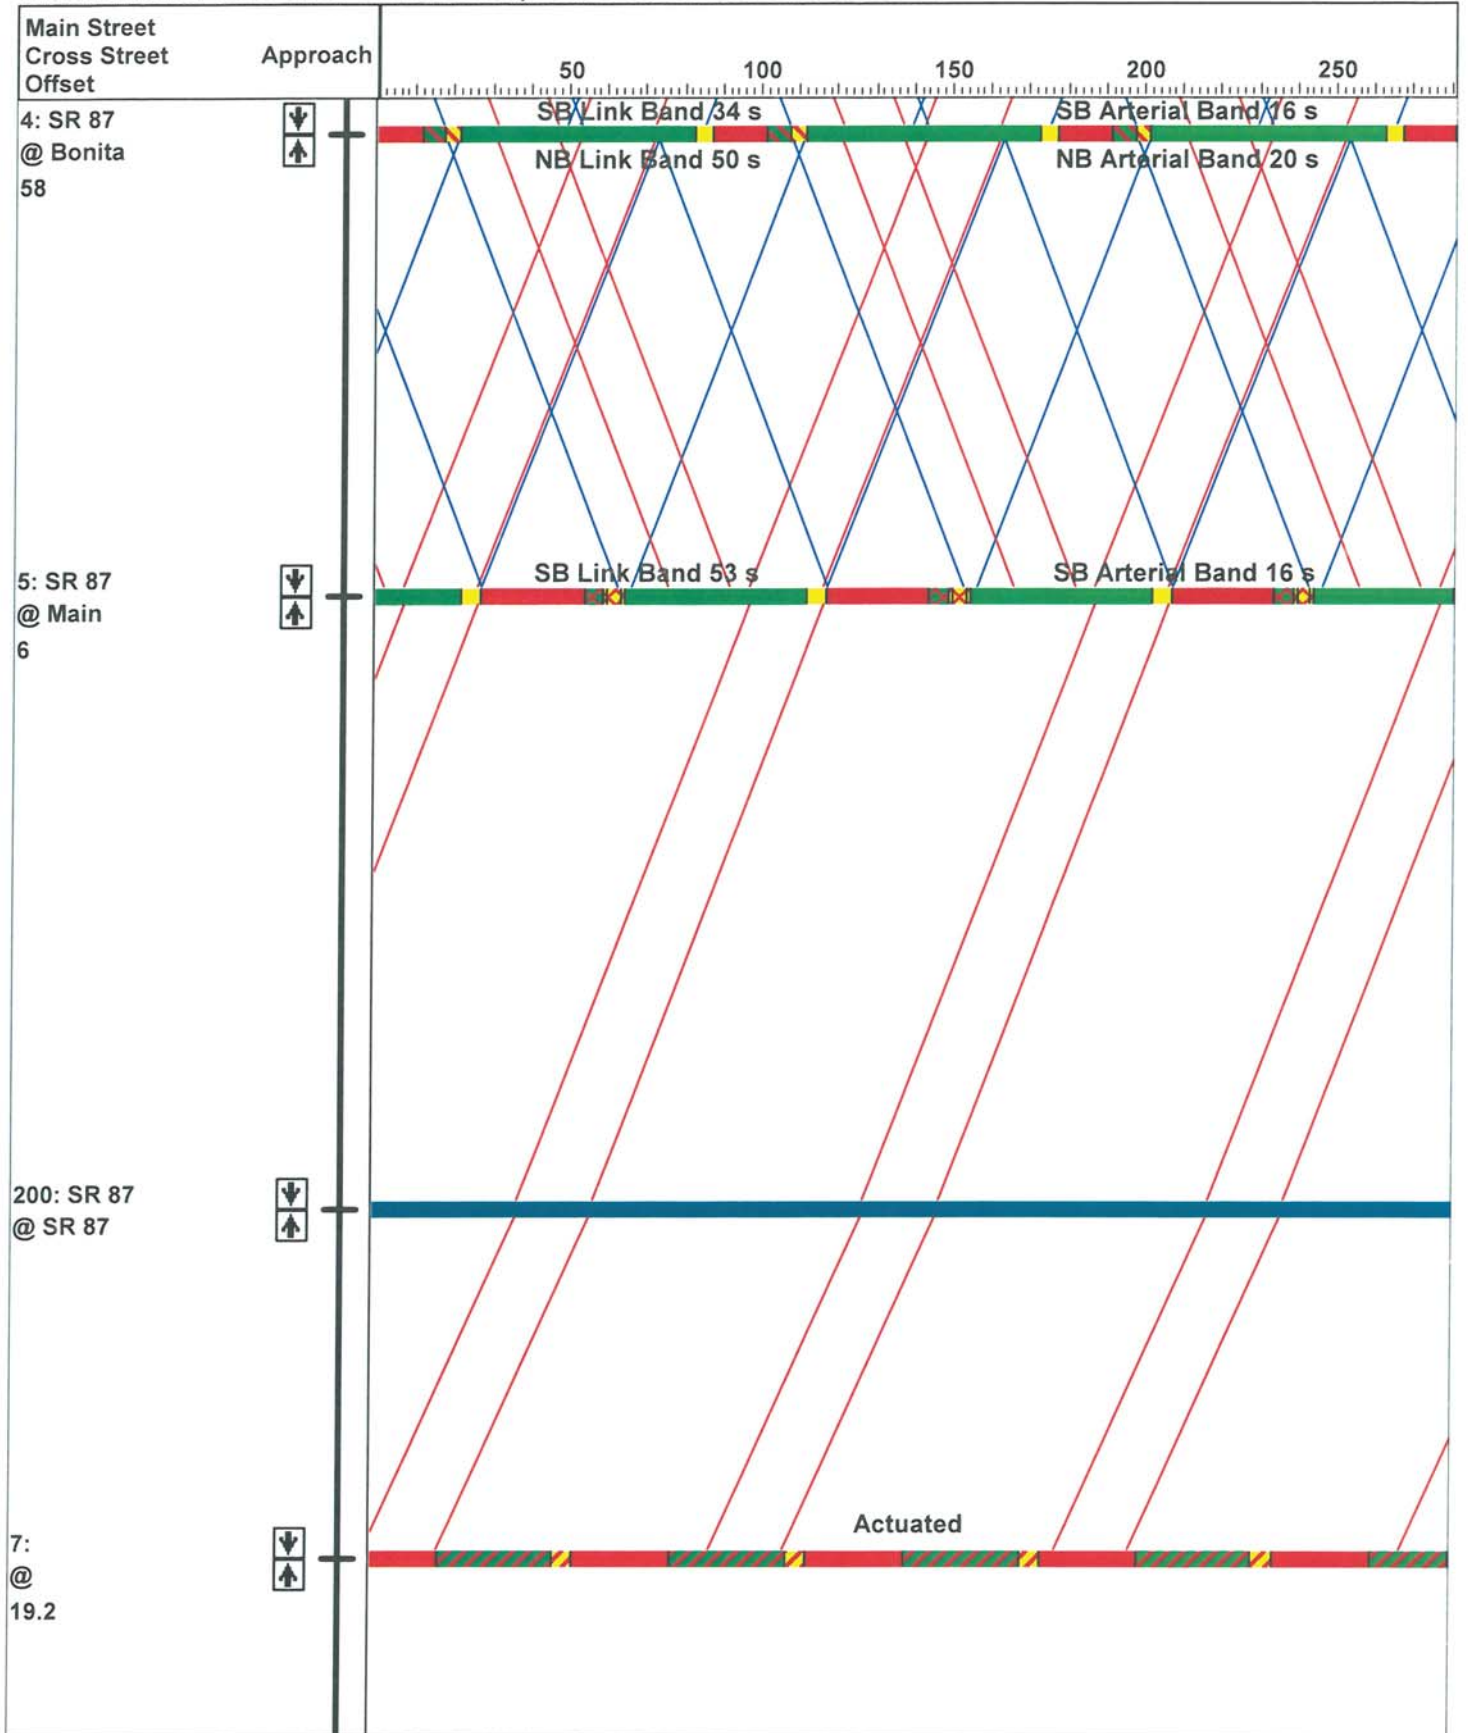 Main Street
Cross Street Approach
Offset
50 100 150 200 250
4: SR 87
@ Bonita
58
SB Link Band 34 s SB Arterial Band 16 s
NB Link Band 50 s NB Arterial Band 20 s
5: SR 87
@ Main
6
SB Link Band 53 s SB Arterial Band 16 s
200: SR 87
@ SR 87
Actuated
7:
@
19.2